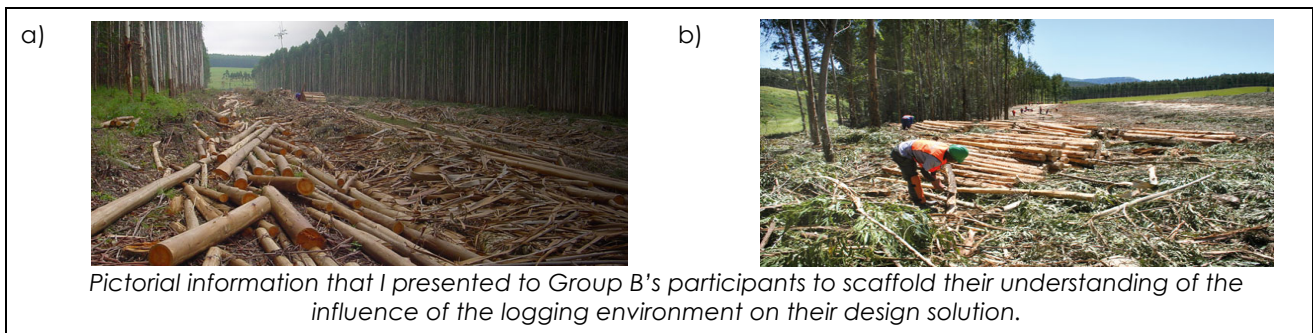 a)
b)
Pictorial information that I presented to Group B’s participants to scaffold their understanding of the
influence of the logging environment on their design solution.